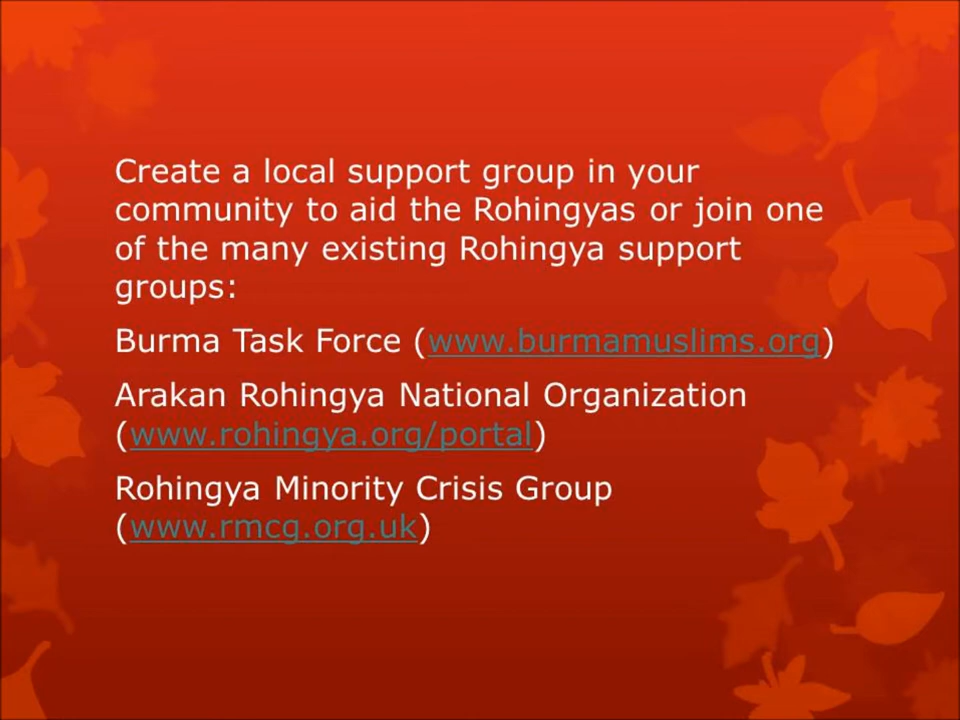 Create a local support group in your
community to aid the Rohingyas or join one
of the many existing Rohingya support
groups:
Burma Task Force (www.burmamuslims.org)
Arakan Rohingya National Organization
(www.rohingya.org/portal)
Rohingya Minority Crisis Group
(www.rmcg.org.uk)